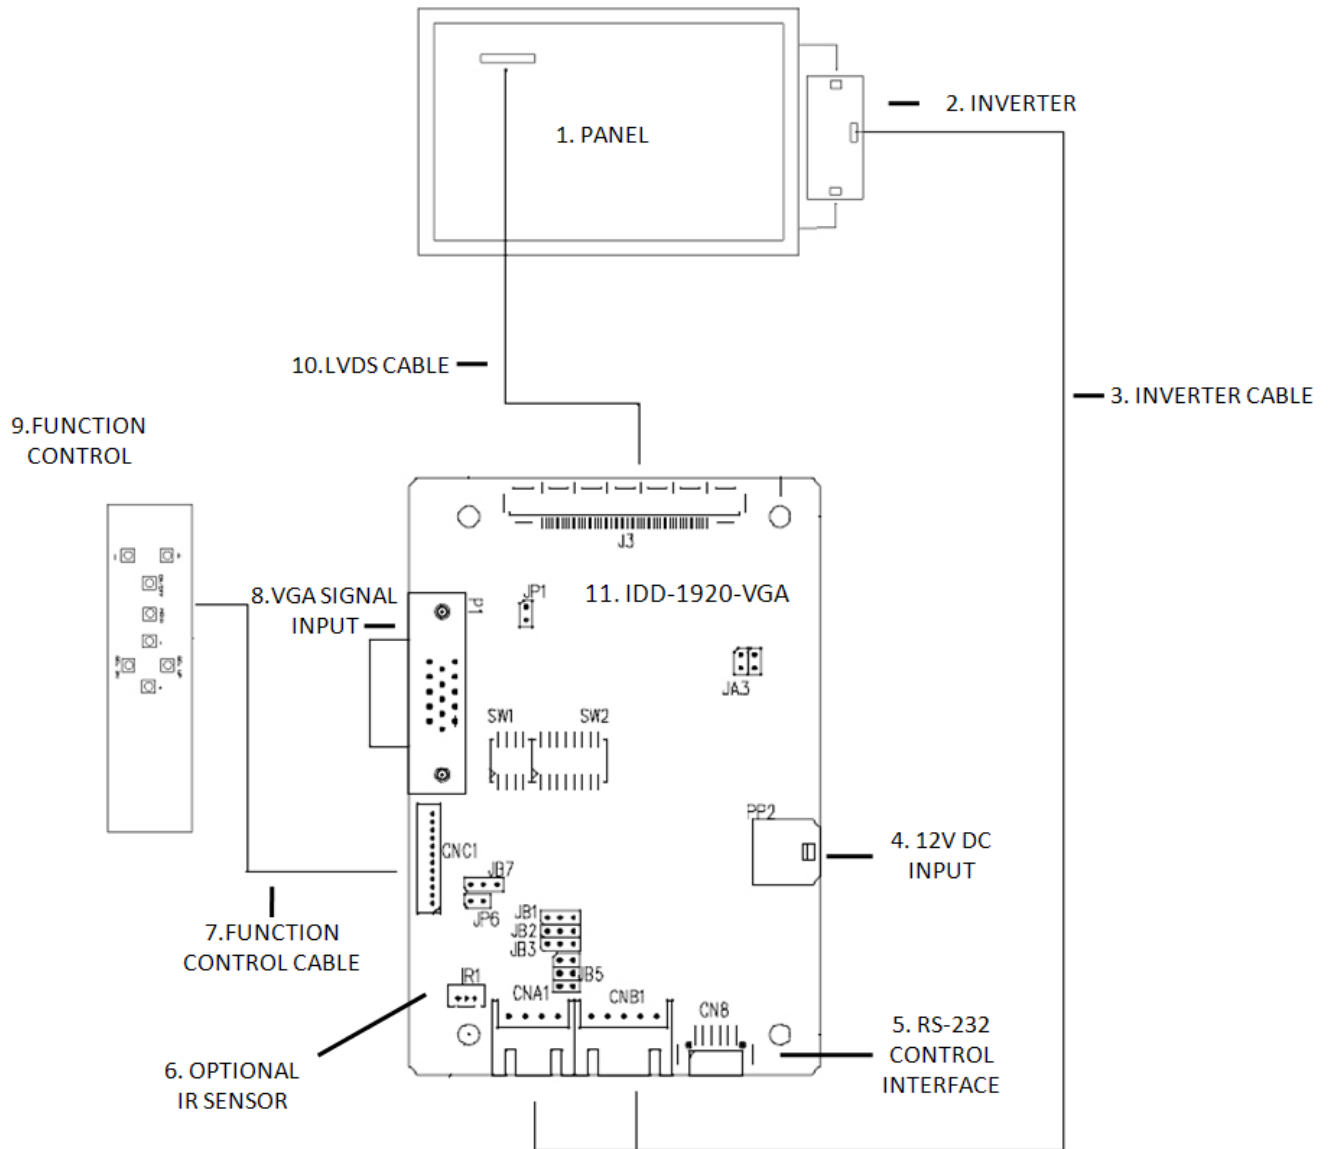 1. PANEL
2. INVERTER
10.LVDS CABLE
3. INVERTER CABLE
9.FUNCTION
CONTROL
J3
8.VGA SIGNAL
INPUT
P1
JP1
11. IDD-1920-VGA
JA3
SW1
SW2
PP2
4. 12V DC
INPUT
CNC1
JB7
JP6
JB1
JB2
JB3
JB5
7.FUNCTION
CONTROL CABLE
IR1
CNA1
CNB1
CN8
5. RS-232
CONTROL
INTERFACE
6. OPTIONAL
IR SENSOR